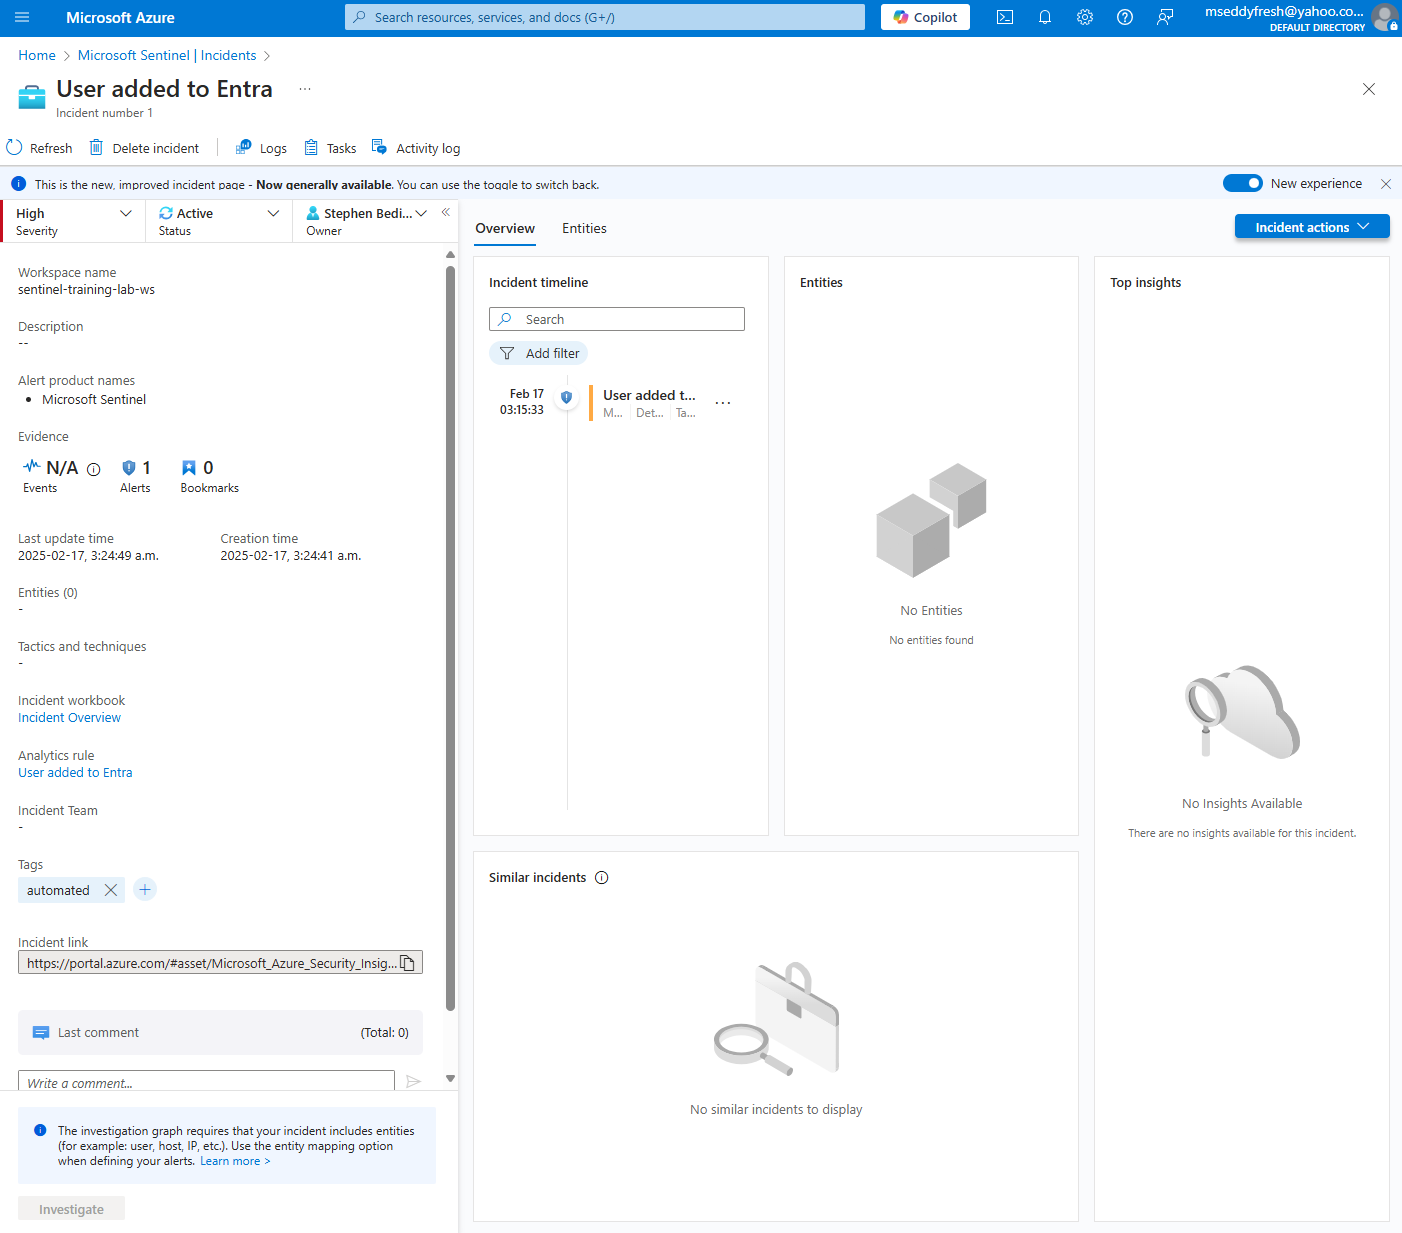 Microsoft Azure
Search resources, services, and docs (G+/)
Copilot
mseddyfresh@yahoo.co...
DEFAULT DIRECTORY
Home > Microsoft Sentinel | Incidents >
User added to Entra ...
Incident number 1
Refresh Delete incident Logs Tasks Activity log
This is the new, improved incident page - Now generally available. You can use the toggle to switch back.
New experience
High
Severity
Active
Status
Stephen Bedi...
Owner
Workspace name
sentinel-training-lab-ws
Description
--
Alert product names
• Microsoft Sentinel
Evidence
N/A 1 0
Events Alerts Bookmarks
Last update time Creation time
2025-02-17, 3:24:49 a.m. 2025-02-17, 3:24:41 a.m.
Entities (0)
-
Tactics and techniques
-
Incident workbook
Incident Overview
Analytics rule
User added to Entra
Incident Team
-
Tags
automated
Incident link
https://portal.azure.com/#asset/Microsoft_Azure_Security_Insig...
Last comment (Total: 0)
Write a comment...
The investigation graph requires that your incident includes entities
(for example: user, host, IP, etc.). Use the entity mapping option
when defining your alerts. Learn more >
Investigate
Overview Entities
Incident actions
Incident timeline
Search
Add filter
Feb 17
03:15:33
User added t...
M... Det... Ta...
...
Entities
No Entities
No entities found
Top insights
No Insights Available
There are no insights available for this incident.
Similar incidents
No similar incidents to display